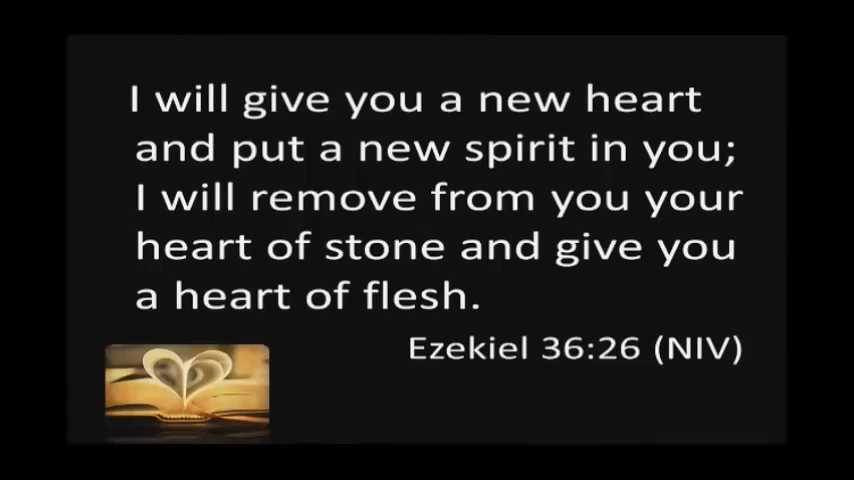 I will give you a new heart
and put a new spirit in you;
I will remove from you your
heart of stone and give you
a heart of flesh.
Ezekiel 36:26 (NIV)